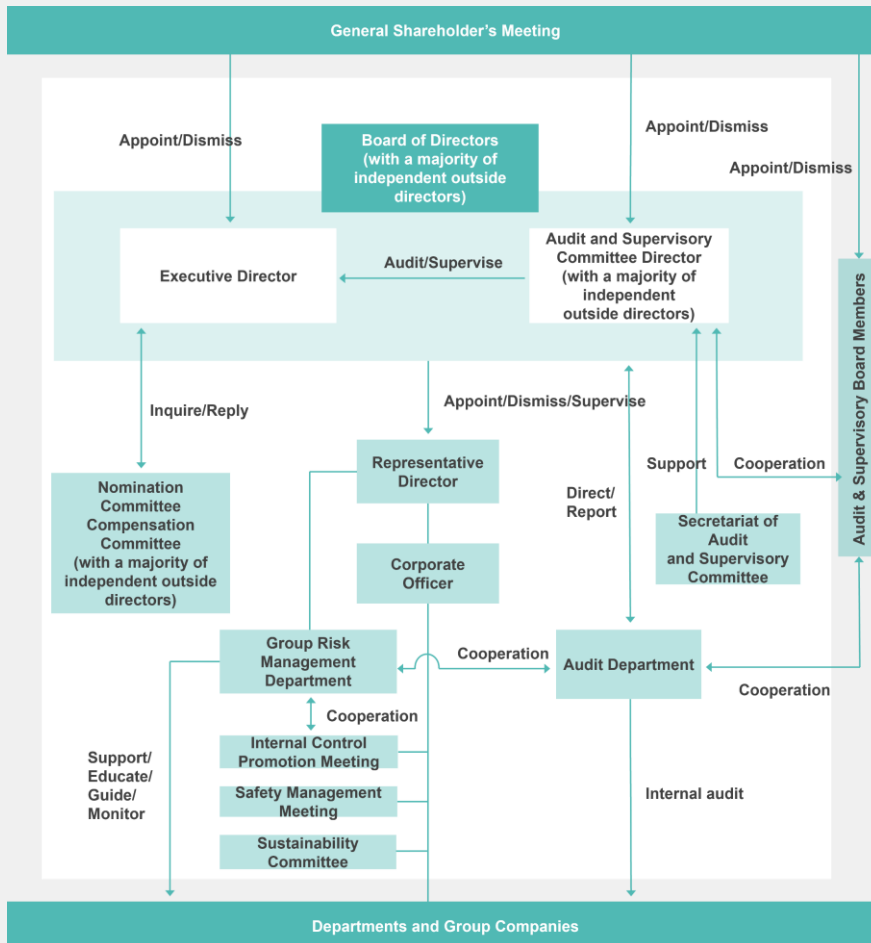 General Shareholder's Meeting
Appoint/Dismiss
Appoint/Dismiss
Appoint/Dismiss
Board of Directors
(with a majority of
independent outside
directors)
Executive Director
Audit/Supervise
Audit and Supervisory
Committee Director
(with a majority of
independent
outside directors)
Audit & Supervisory Board Members
Inquire/Reply
Appoint/Dismiss/Supervise
Nomination
Committee
Compensation
Committee
(with a majority of
independent outside
directors)
Representative
Director
Direct/
Report
Support
Cooperation
Secretariat of
Audit
and Supervisory
Committee
Corporate
Officer
Group Risk
Management
Department
Cooperation
Audit Department
Cooperation
Cooperation
Support/
Educate/
Guide/
Monitor
Internal Control
Promotion Meeting
Safety Management
Meeting
Internal audit
Sustainability
Committee
Departments and Group Companies